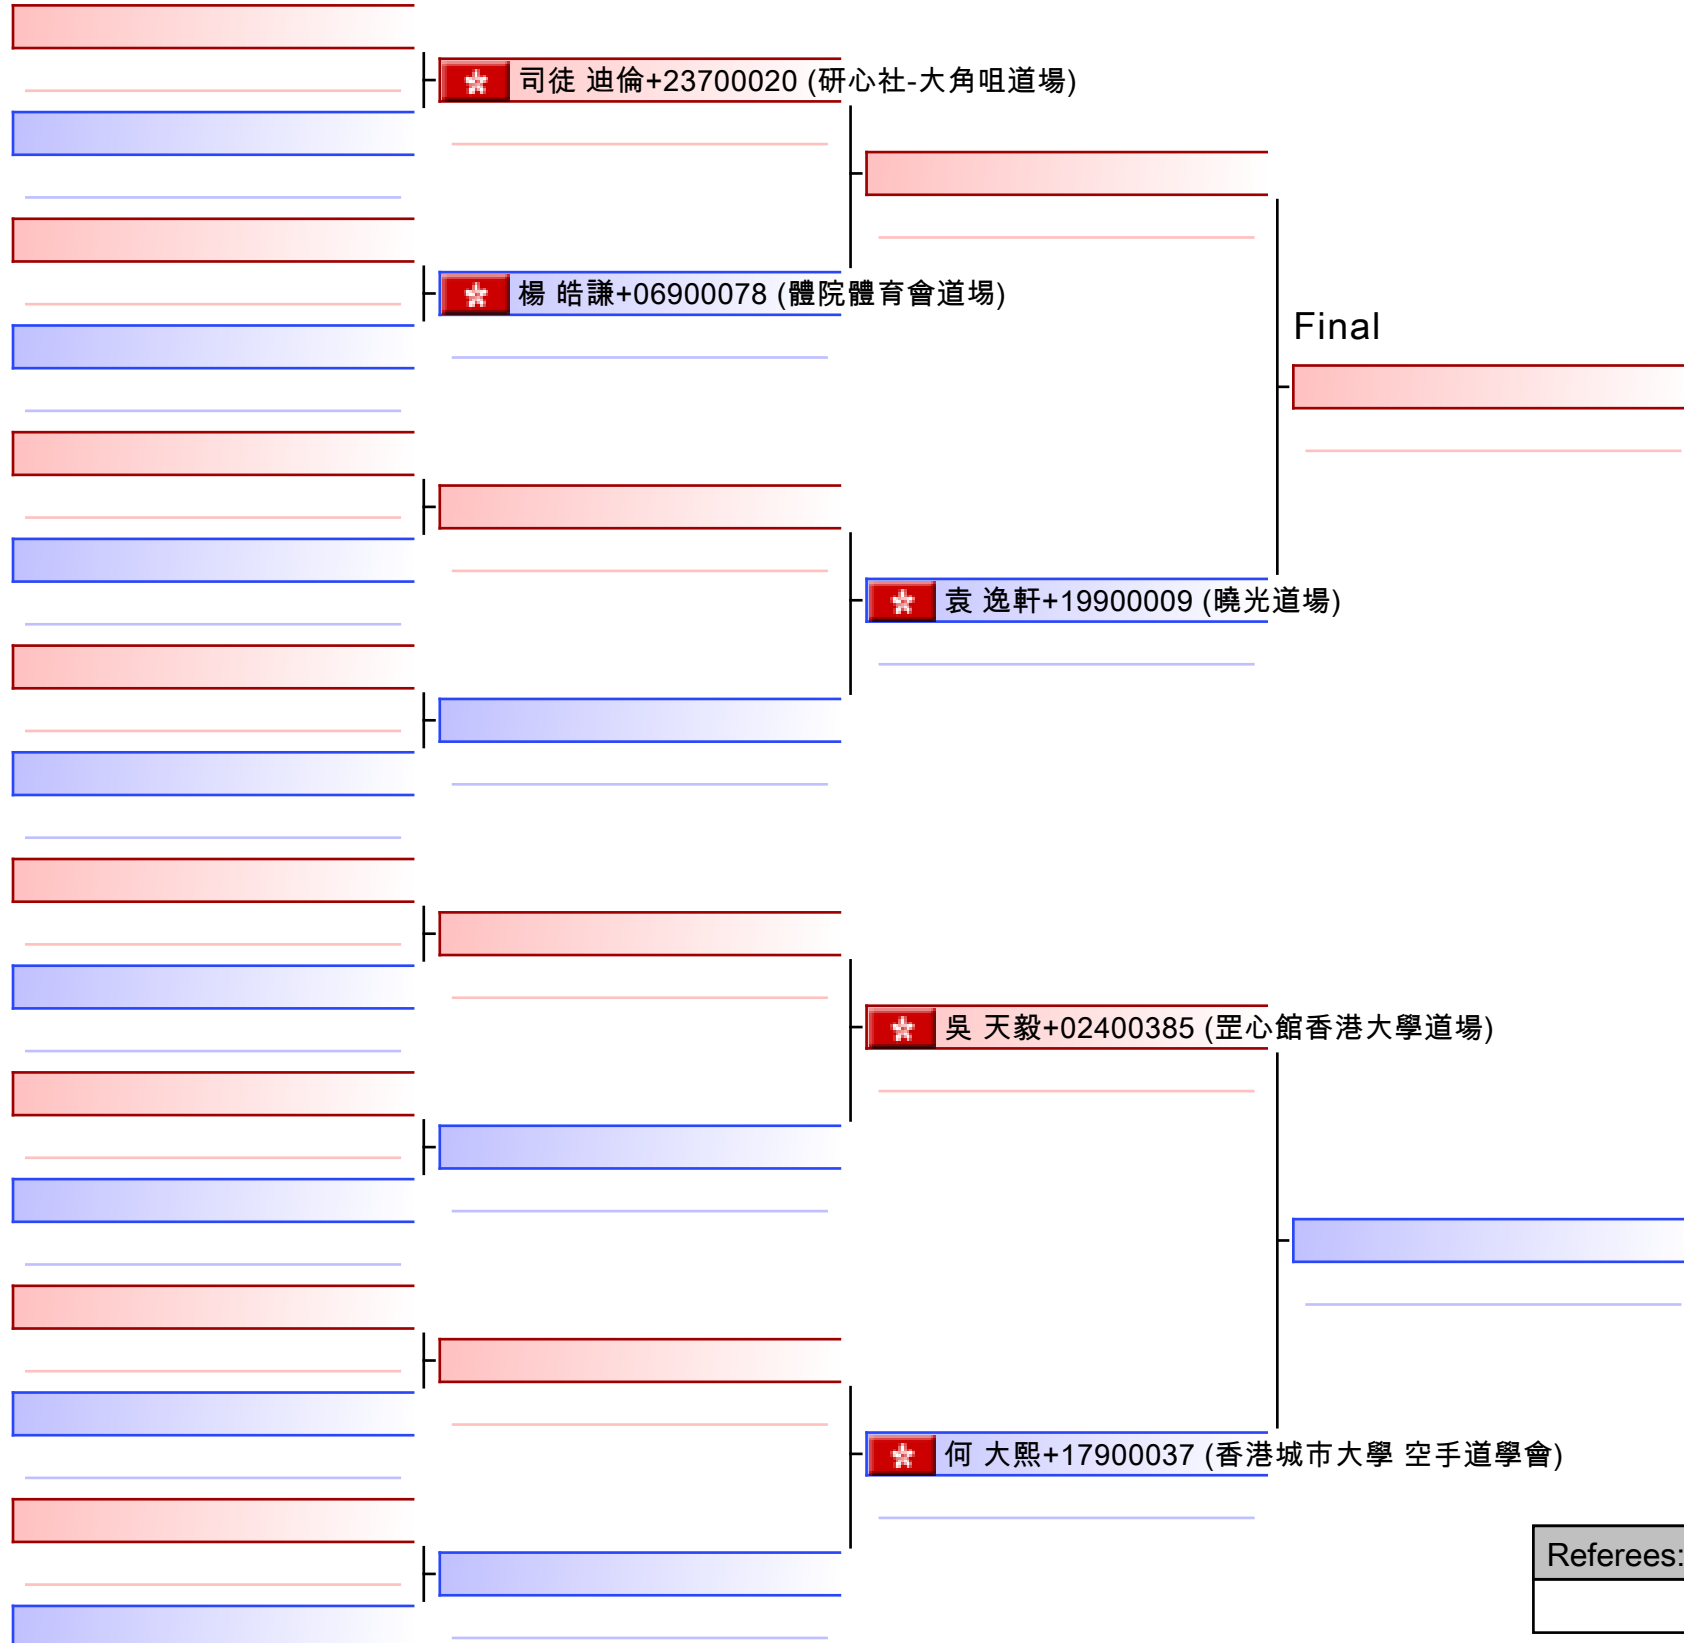 司徒 迪倫+23700020 (研心社-大角咀道場)
楊 皓謙+06900078 (體院體育會道場)
Final
袁 逸軒+19900009 (曉光道場)
吳 天毅+02400385 (罡心館香港大學道場)
何 大熙+17900037 (香港城市大學 空手道學會)
Referees: